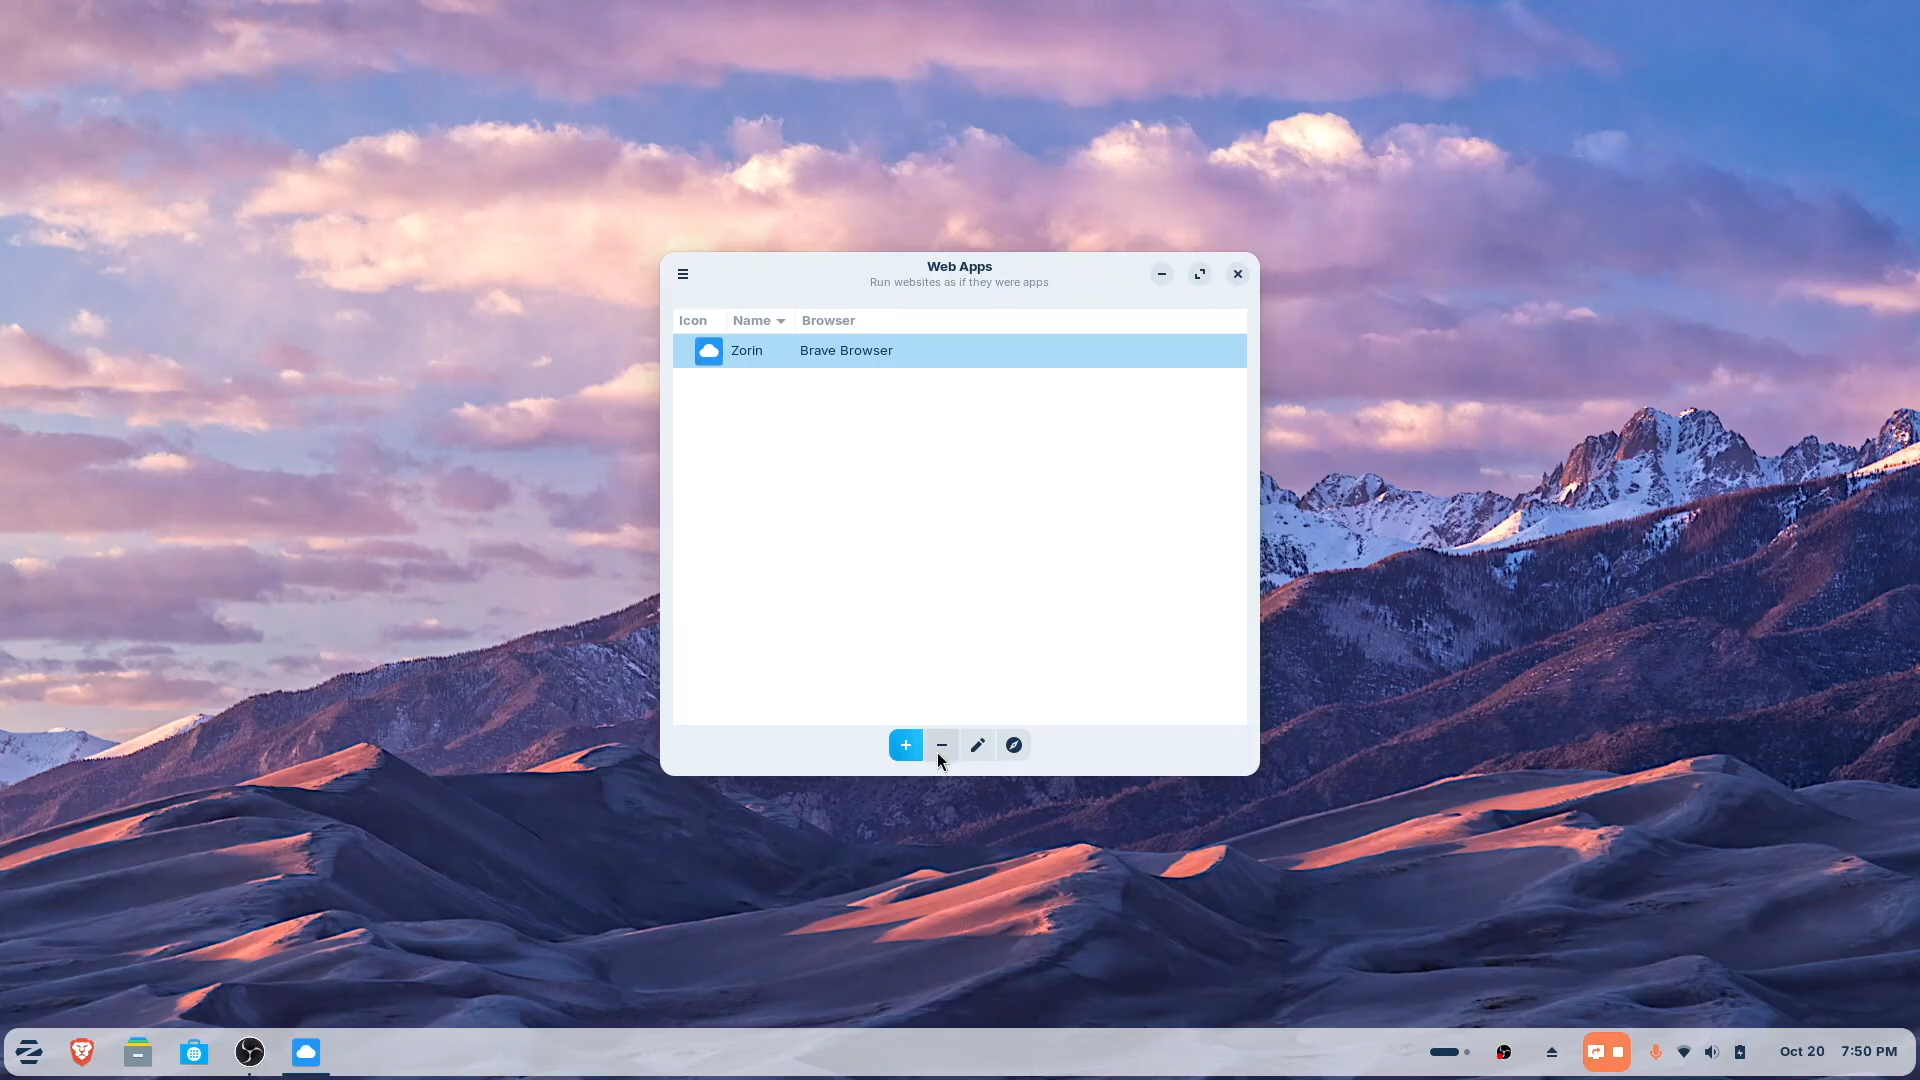 Web Apps
Run websites as if they were apps
Icon Name Browser
Zorin Brave Browser
Oct 20 7:50 PM